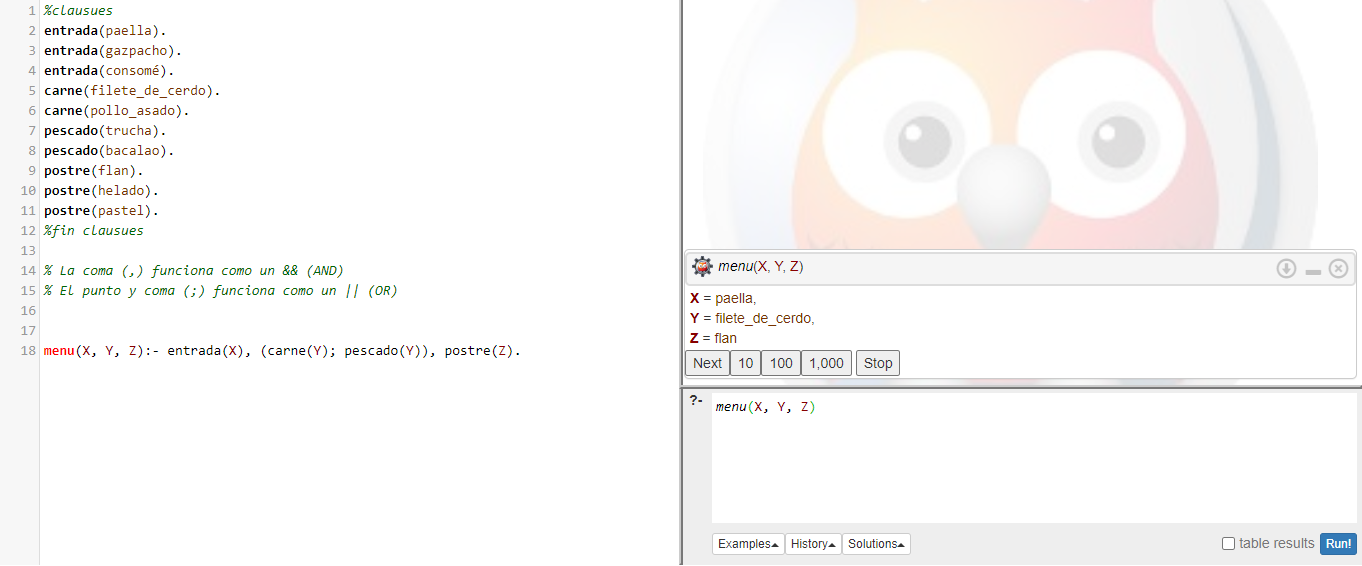 1 %clausues
2 entrada(paella).
3 entrada(gazpacho).
4 entrada(consomé).
5 carne(filete_de_cerdo).
6 carne(pollo_asado).
7 pescado(trucha).
8 pescado(bacalao).
9 postre(flan).
10 postre(helado).
11 postre(pastel).
12 %fin clausues
13
14 % La coma (,) funciona como un && (AND)
15 % El punto y coma (;) funciona como un || (OR)
16
17
18 menu(X, Y, Z):- entrada(X), (carne(Y); pescado(Y)), postre(Z).
menu(X, Y, Z)
X = paella,
Y = filete_de_cerdo,
Z = flan
Next 10 100 1,000 Stop
?- menu(X, Y, Z)
Examples History Solutions table results Run!